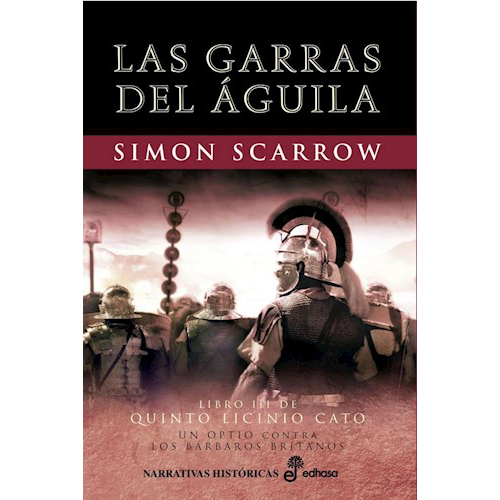 LAS GARRAS
DEL ÁGUILA
SIMON SCARROW
LIBRO III DE
QUINTO LICINIO CATO
UN OPTIO CONTRA
LOS BÁRBAROS BRITANOS
NARRATIVAS HISTÓRICAS edhasa